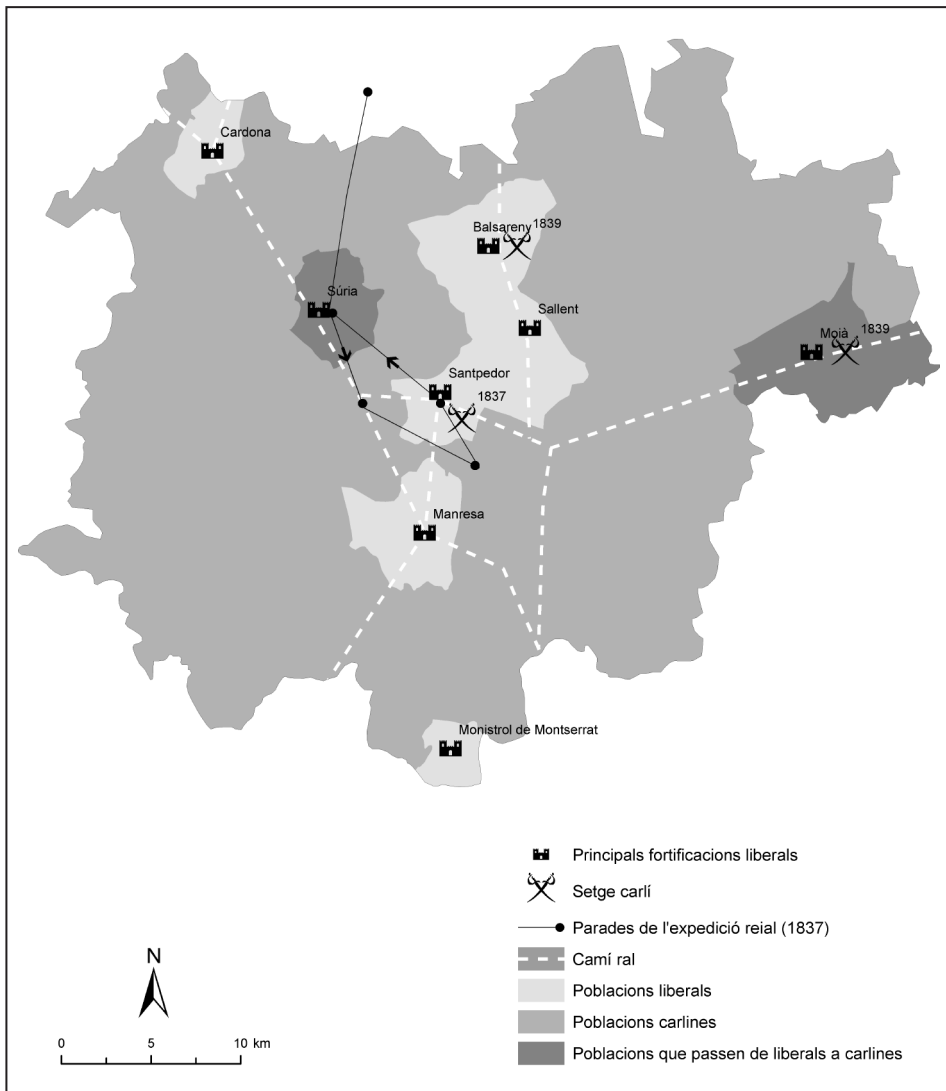 Cardona
Balsareny
1839
Súria
Sallent
Moià
1839
Santpedor
1837
Manresa
Monistrol de Montserrat
Principals fortificacions liberals
Setge carlí
Parades de l'expedició reial (1837)
Camí ral
Poblacions liberals
Poblacions carlines
Poblacions que passen de liberals a carlines
N
0 5 10 km